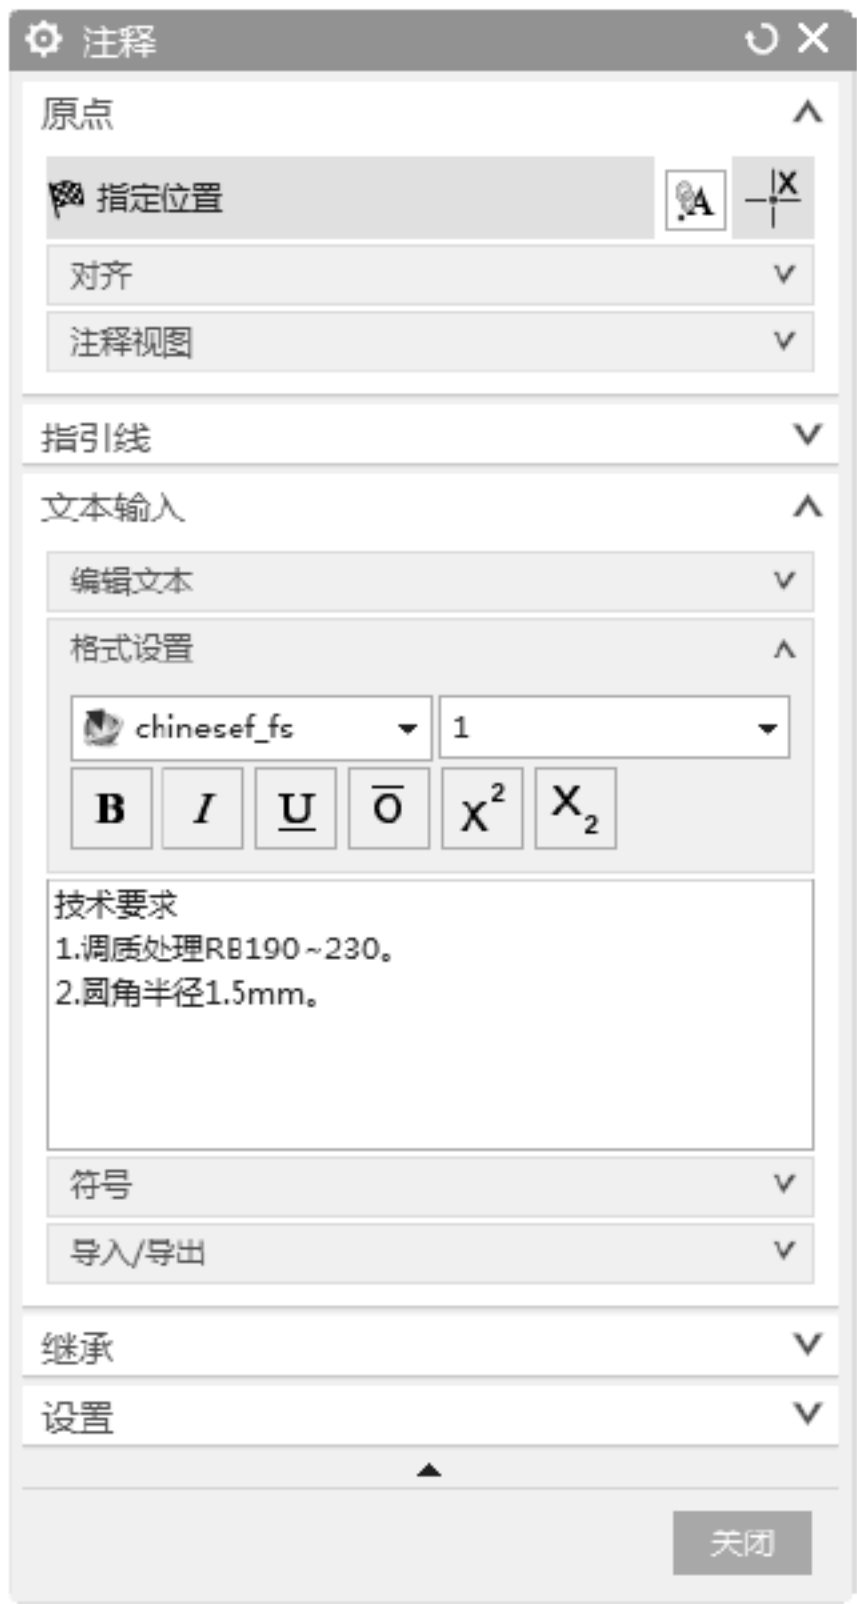 注释
原点
指定位置
对齐
注释视图
指引线
文本输入
编辑文本
格式设置
chinesef_fs 1
B I U O X² X₂
技术要求
1.调质处理RB190~230。
2.圆角半径1.5mm。
符号
导入/导出
继承
设置
关闭